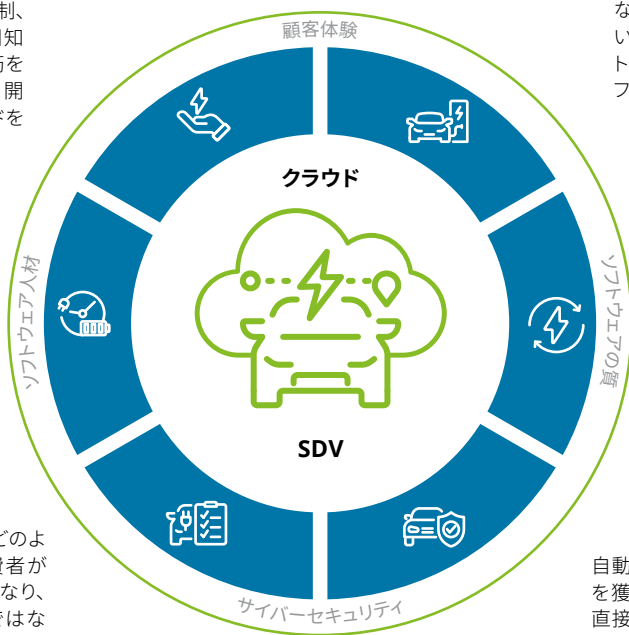 制、
知
を
開
を
な
い
ト
フ
顧客体験
クラウド
ソフトウェア人材
ソフトウェアの質
SDV
サイバーセキュリティ
どのよ
費者が
なり、
ではな
自動
を獲
直接